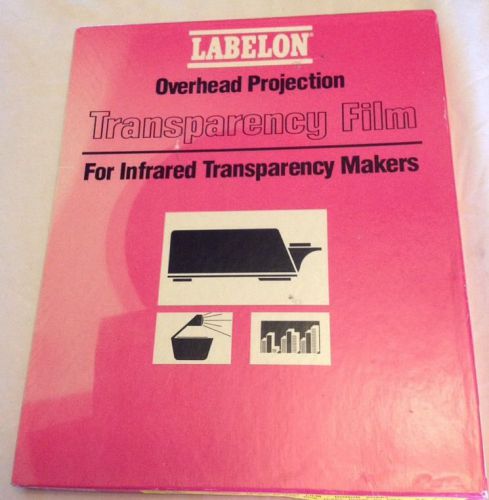 LABELON®
Overhead Projection
Transparency Film
For Infrared Transparency Makers